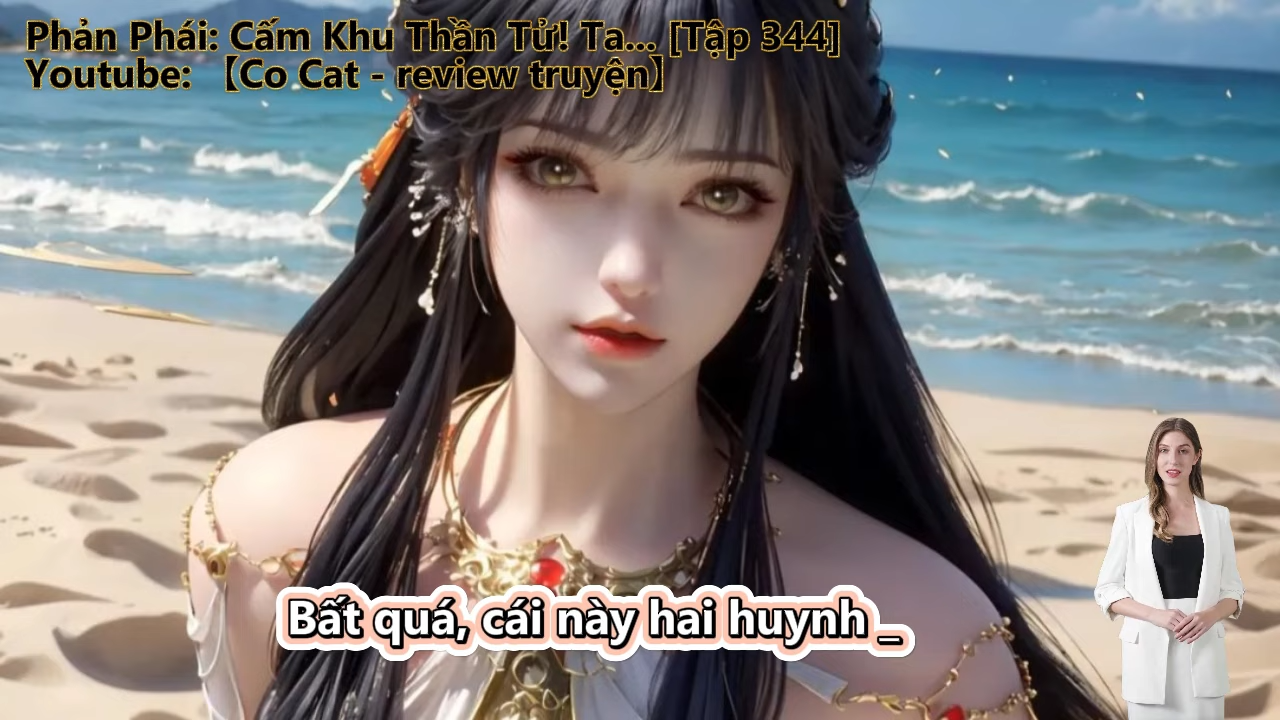 Phản Phái: Cấm Khu Thần Tử! Ta... [Tập 344]
Youtube: 【Co Cat - review truyện】
Bất quá, cái này hai huynh _